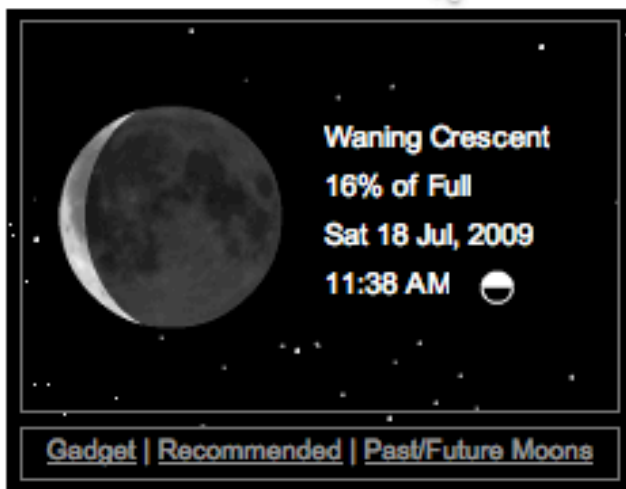 Waning Crescent
16% of Full
Sat 18 Jul, 2009
11:38 AM
Gadget | Recommended | Past/Future Moons